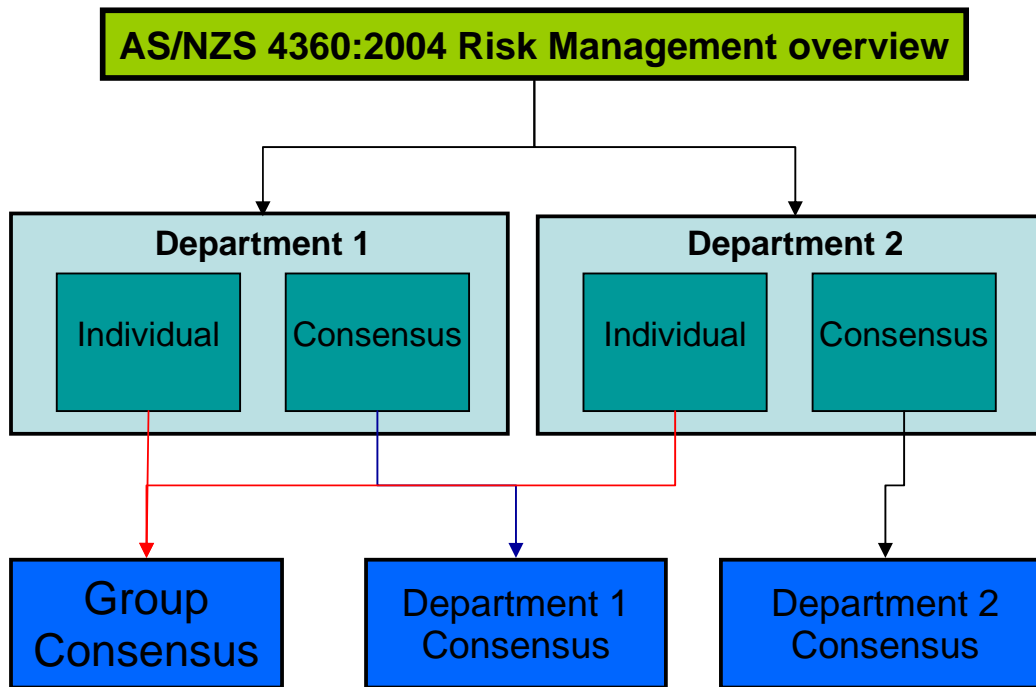 AS/NZS 4360:2004 Risk Management overview
Department 1
Individual
Consensus
Department 2
Individual
Consensus
Group
Consensus
Department 1
Consensus
Department 2
Consensus